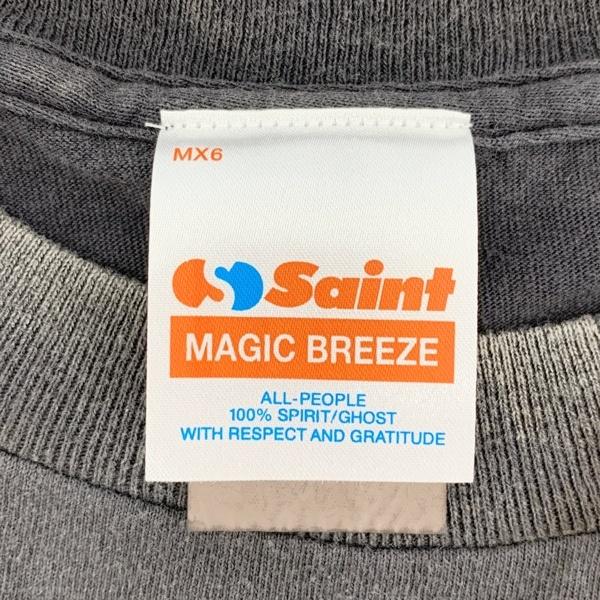 MX6
S Saint
MAGIC BREEZE
ALL-PEOPLE
100% SPIRIT/GHOST
WITH RESPECT AND GRATITUDE